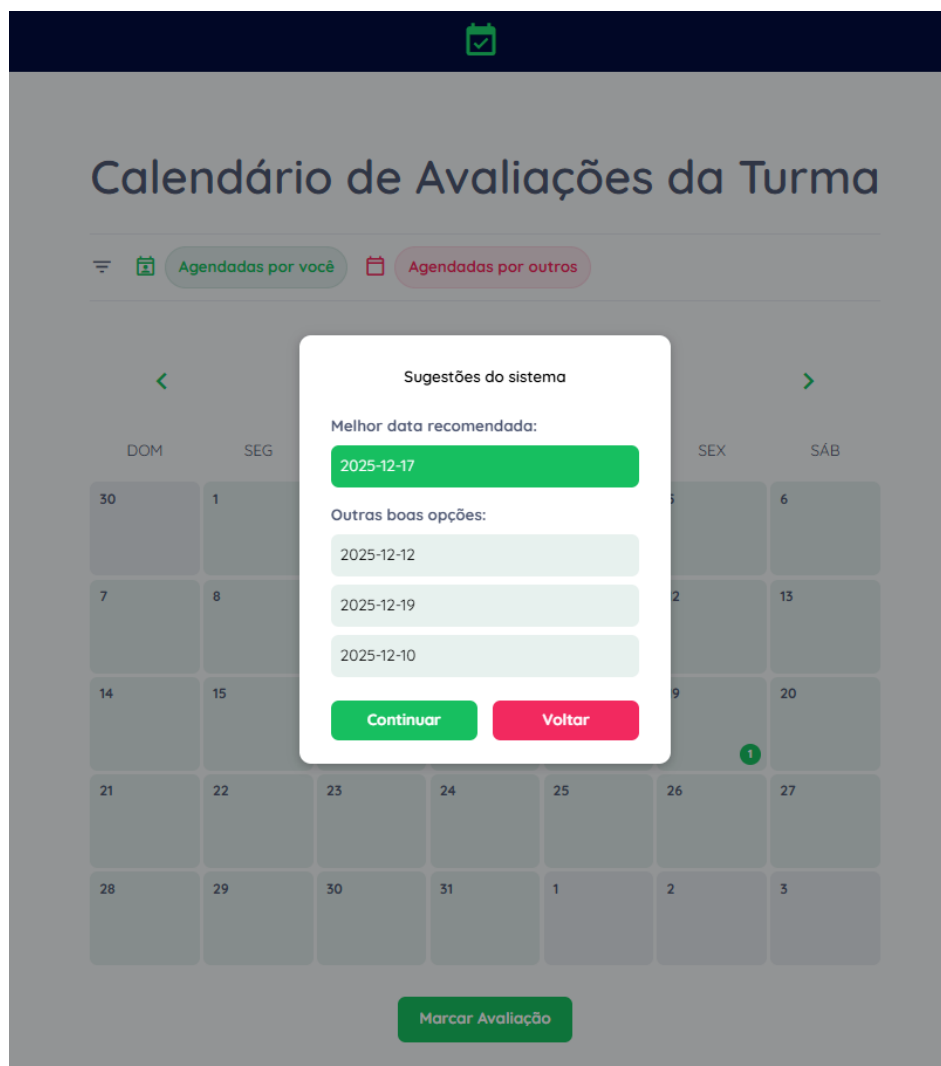 Calendário de Avaliações da Turma
Agendadas por você Agendadas por outros
Sugestões do sistema
Melhor data recomendada:
DOM SEG SEX SÁB
2025-12-17
30 1 6
Outras boas opções:
2025-12-12
7 8 13
2025-12-19
2025-12-10
14 15 20
Continuar Voltar
1
21 22 23 24 25 26 27
28 29 30 31 1 2 3
Marcar Avaliação